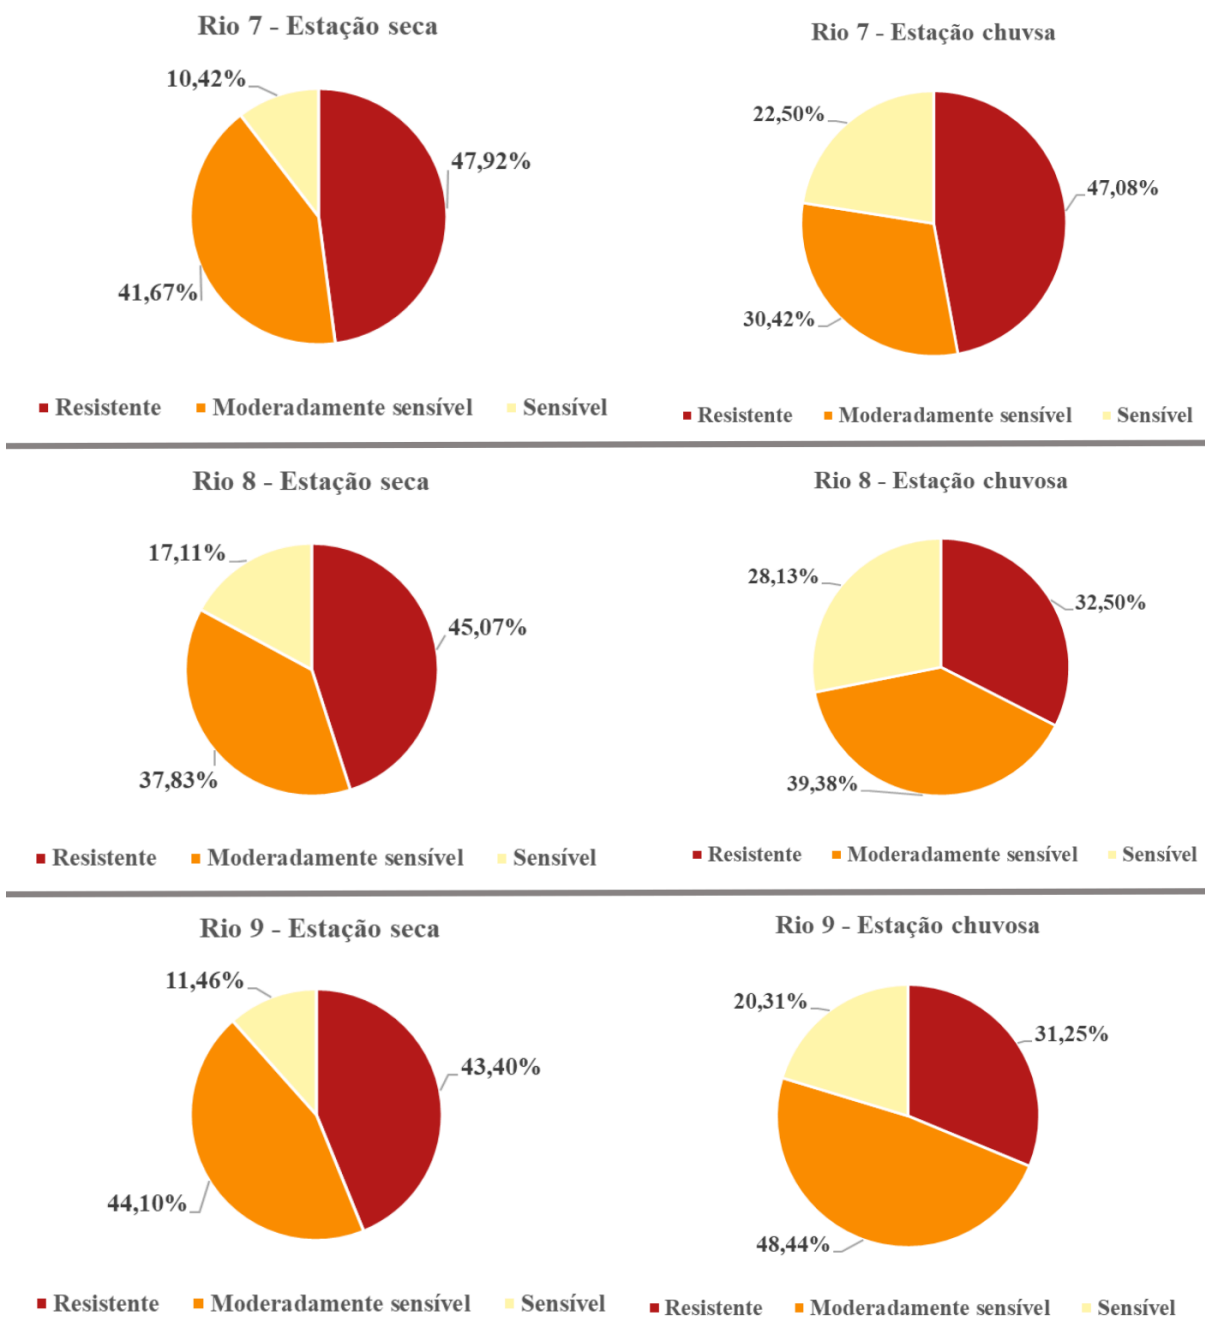 Rio 7 - Estação seca
10,42%
47,92%
41,67%
Resistente Moderadamente sensível Sensível
Rio 7 - Estação chuvsa
22,50%
47,08%
30,42%
Resistente Moderadamente sensível Sensível
Rio 8 - Estação seca
17,11%
45,07%
37,83%
Resistente Moderadamente sensível Sensível
Rio 8 - Estação chuvosa
28,13%
32,50%
39,38%
Resistente Moderadamente sensível Sensível
Rio 9 - Estação seca
11,46%
43,40%
44,10%
Resistente Moderadamente sensível Sensível
Rio 9 - Estação chuvosa
20,31%
31,25%
48,44%
Resistente Moderadamente sensível Sensível